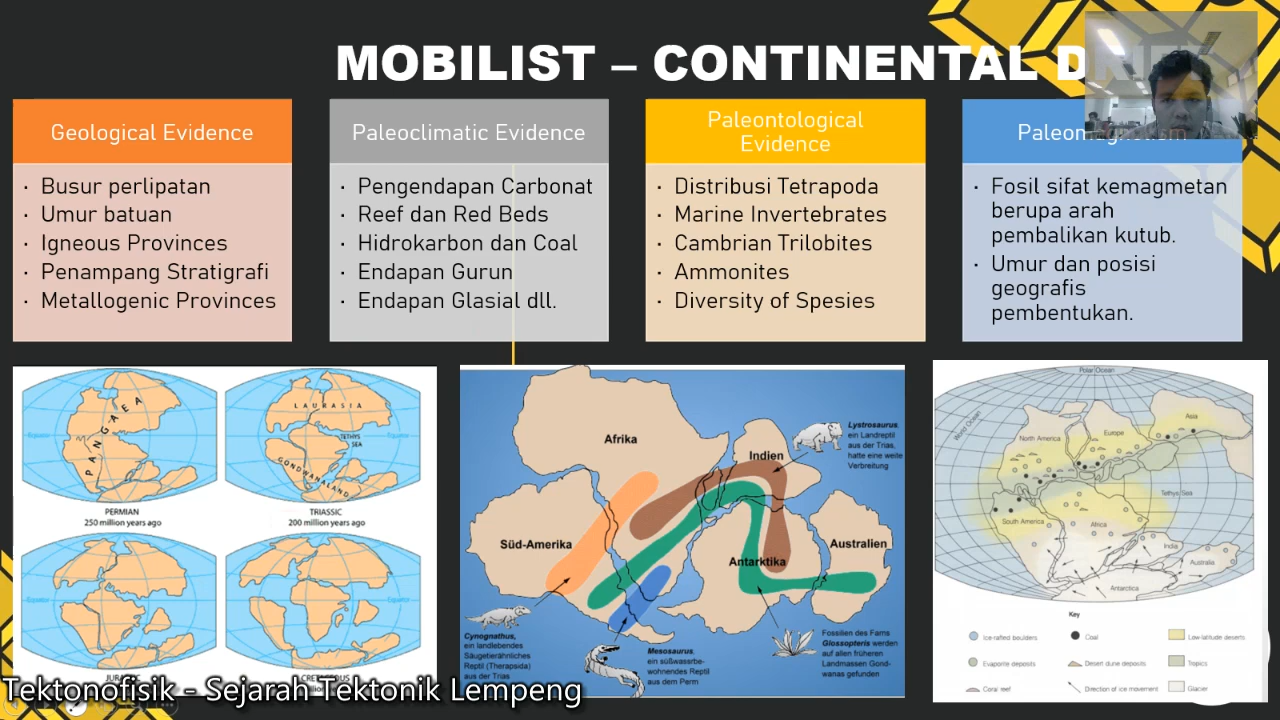 MOBILIST – CONTINENTAL DRIFT
Geological Evidence
· Busur perlipatan
· Umur batuan
· Igneous Provinces
· Penampang Stratigrafi
· Metallogenic Provinces
Paleoclimatic Evidence
· Pengendapan Carbonat
· Reef dan Red Beds
· Hidrokarbon dan Coal
· Endapan Gurun
· Endapan Glasial dll.
Paleontological
Evidence
· Distribusi Tetrapoda
· Marine Invertebrates
· Cambrian Trilobites
· Ammonites
· Diversity of Spesies
Paleomagnetism
· Fosil sifat kemagmetan
berupa arah
pembalikan kutub.
· Umur dan posisi
geografis
pembentukan.
PANGAEA
Equator
PERMIAN
250 million years ago
LAURASIA
TETHYS
SEA
Equator
GONDWANALAND
TRIASSIC
200 million years ago
Equator
Afrika
Indien
Süd-Amerika
Antarktika
Australien
Lystrosaurus,
ein Landreptil
aus der Trias,
hatte eine weite
Verbreitung
Cynognathus,
ein landlebendes
Säugetierähnliches
Reptil (Therapsida)
aus der Trias
Mesosaurus,
ein süßwasserbe-
wohnendes Reptil
aus dem Perm
Fossilien des Farns
Glossopteris werden
auf allen früheren
Landmassen Gond-
wanas gefunden
Polar Ocean
World Ocean
North America
Europe
Asia
Tethys Sea
South America
Africa
India
Australia
Antarctica
Key
Ice-rafted boulders
Coal
Low-latitude deserts
Evaporite deposits
Desert dune deposits
Tropics
Coral reef
Direction of ice movement
Glacier
Tektonofisik - Sejarah Tektonik Lempeng